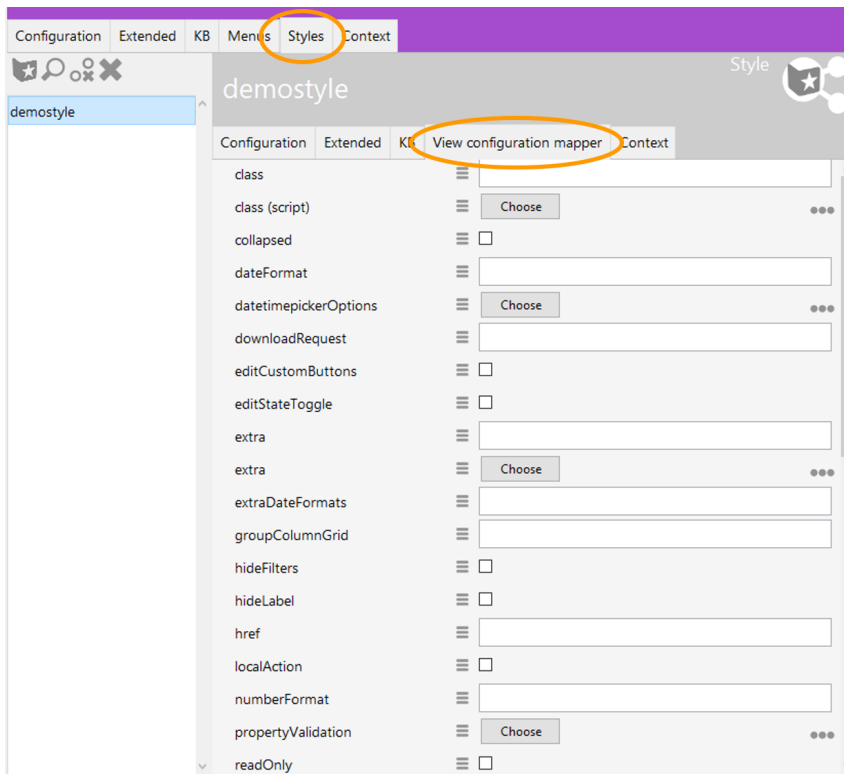 Configuration Extended KB Menus Styles Context
Style
demostyle
demostyle
Configuration Extended KB View configuration mapper Context
class
class (script) Choose
collapsed
dateFormat
datetimepickerOptions Choose
downloadRequest
editCustomButtons
editStateToggle
extra
extra Choose
extraDateFormats
groupColumnGrid
hideFilters
hideLabel
href
localAction
numberFormat
propertyValidation Choose
readOnly